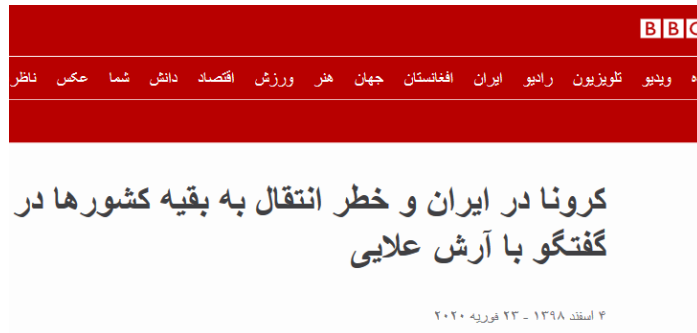 BBC
ویدیو تلویزیون رادیو ایران افغانستان جهان هنر ورزش اقتصاد دانش شما عکس ناظر
کرونا در ایران و خطر انتقال به بقیه کشورها در
گفتگو با آرش علایی
۴ اسفند ۱۳۹۸ - ۲۳ فوریه ۲۰۲۰